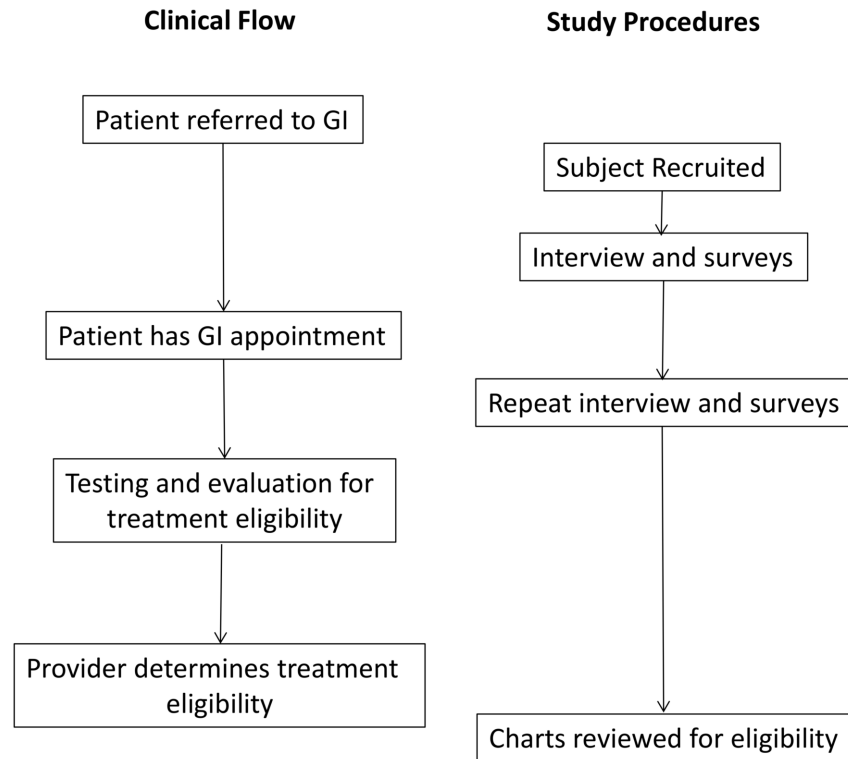 Clinical Flow
Patient referred to GI
Patient has GI appointment
Testing and evaluation for
treatment eligibility
Provider determines treatment
eligibility
Study Procedures
Subject Recruited
Interview and surveys
Repeat interview and surveys
Charts reviewed for eligibility